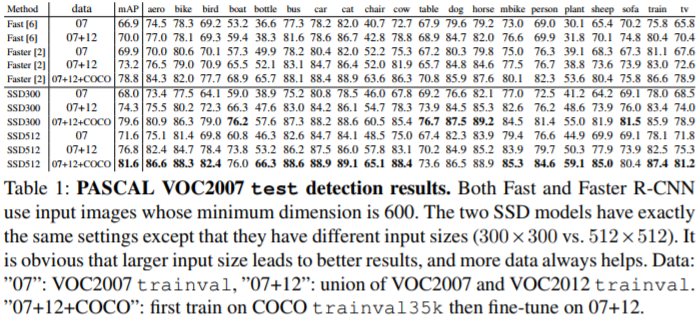 Method data mAP aero bike bird boat bottle bus car cat chair cow table dog horse mbike person plant sheep sofa train tv
Fast [6] 07 66.9 74.5 78.3 69.2 53.2 36.6 77.3 78.2 82.0 40.7 72.7 67.9 79.6 79.2 73.0 69.0 30.1 65.4 70.2 75.8 65.8
Fast [6] 07+12 70.0 77.0 78.1 69.3 59.4 38.3 81.6 78.6 86.7 42.8 78.8 68.9 84.7 82.0 76.6 69.9 31.8 70.1 74.8 80.4 70.4
Faster [2] 07 69.9 70.0 80.6 70.1 57.3 49.9 78.2 80.4 82.0 52.2 75.3 67.2 80.3 79.8 75.0 76.3 39.1 68.3 67.3 81.1 67.6
Faster [2] 07+12 73.2 76.5 79.0 70.9 65.5 52.1 83.1 84.7 86.4 52.0 81.9 65.7 84.8 84.6 77.5 76.7 38.8 73.6 73.9 83.0 72.6
Faster [2] 07+12+COCO 78.8 84.3 82.0 77.7 68.9 65.7 88.1 88.4 88.9 63.6 86.3 70.8 85.9 87.6 80.1 82.3 53.6 80.4 75.8 86.6 78.9
SSD300 07 68.0 73.4 77.5 64.1 59.0 38.9 75.2 80.8 78.5 46.0 67.8 69.2 76.6 82.1 77.0 72.5 41.2 64.2 69.1 78.0 68.5
SSD300 07+12 74.3 75.5 80.2 72.3 66.3 47.6 83.0 84.2 86.1 54.7 78.3 73.9 84.5 85.3 82.6 76.2 48.6 73.9 76.0 83.4 74.0
SSD300 07+12+COCO 79.6 80.9 86.3 79.0 76.2 57.6 87.3 88.2 88.6 60.5 85.4 76.7 87.5 89.2 84.5 81.4 55.0 81.9 81.5 85.9 78.9
SSD512 07 71.6 75.1 81.4 69.8 60.8 46.3 82.6 84.7 84.1 48.5 75.0 67.4 82.3 83.9 79.4 76.6 44.9 69.9 69.1 78.1 71.8
SSD512 07+12 76.8 82.4 84.7 78.4 73.8 53.2 86.2 87.5 86.0 57.8 83.1 70.2 84.9 85.2 83.9 79.7 50.3 77.9 73.9 82.5 75.3
SSD512 07+12+COCO 81.6 86.6 88.3 82.4 76.0 66.3 88.6 88.9 89.1 65.1 88.4 73.6 86.5 88.9 85.3 84.6 59.1 85.0 80.4 87.4 81.2
Table 1: PASCAL VOC2007 test detection results. Both Fast and Faster R-CNN
use input images whose minimum dimension is 600. The two SSD models have exactly
the same settings except that they have different input sizes (300×300 vs. 512×512). It
is obvious that larger input size leads to better results, and more data always helps. Data:
"07": VOC2007 trainval, "07+12": union of VOC2007 and VOC2012 trainval.
"07+12+COCO": first train on COCO trainval35k then fine-tune on 07+12.